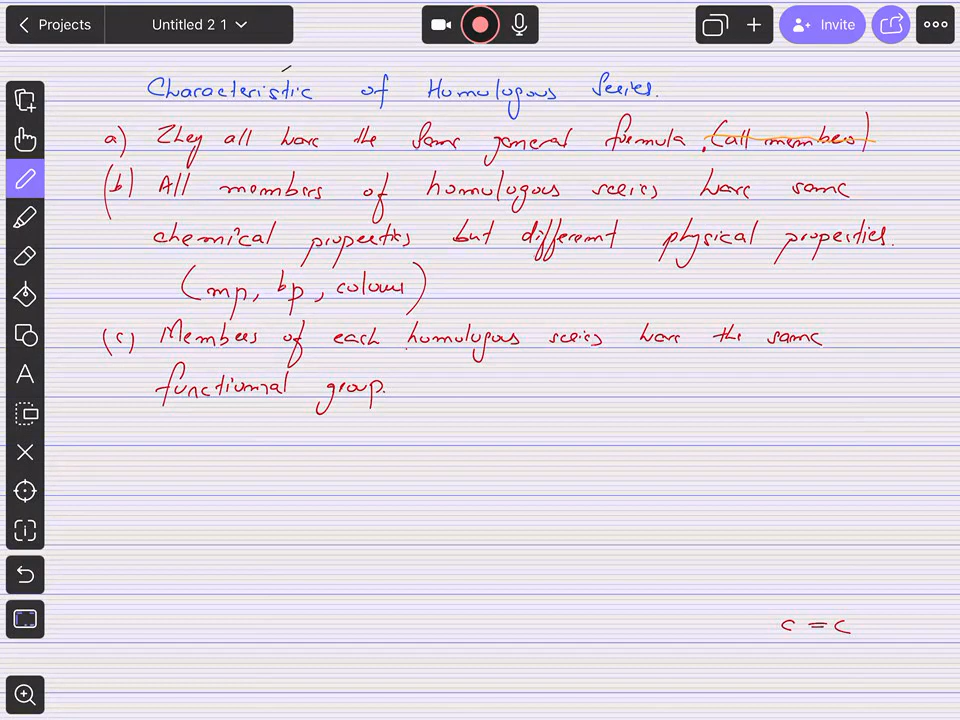 Projects
Untitled 2 1
Invite
Characteristic of Homologous Series.
a) They all have the same general formula. (all members)
(b) All members of homologous series have same
chemical properties but different physical properties.
(mp, bp, colour)
(c) Members of each homologous series have the same
functional group.
c = c